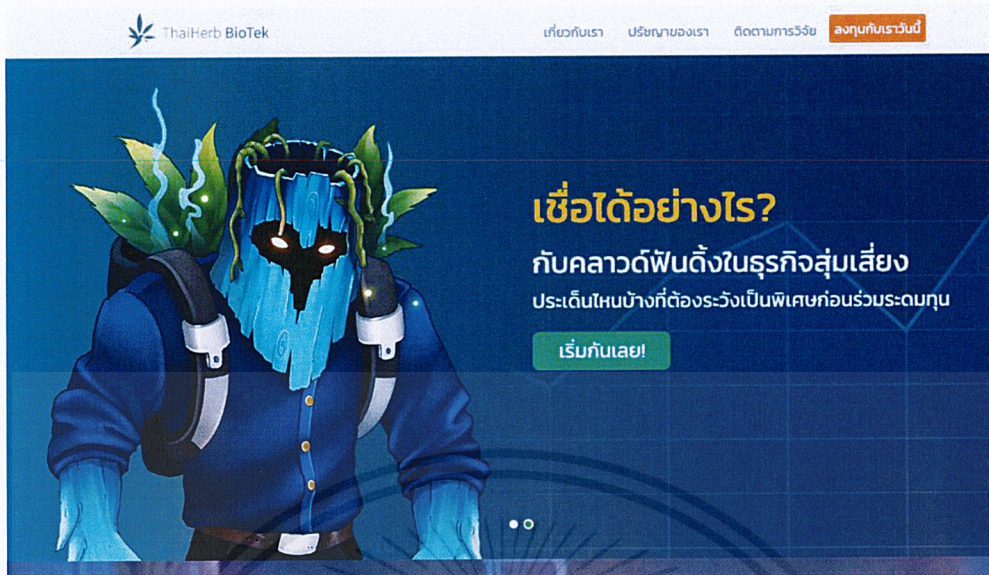 ThaiHerb BioTek
เกี่ยวกับเรา ปรัชญาของเรา ติดตามการวิจัย ลงทุนกับเราวันนี้
เชื่อได้อย่างไร?
กับคลาวด์ฟันดิ้งในธุรกิจสุ่มเสี่ยง
ประเด็นไหนบ้างที่ต้องระวังเป็นพิเศษก่อนร่วมระดมทุน
เริ่มกันเลย!